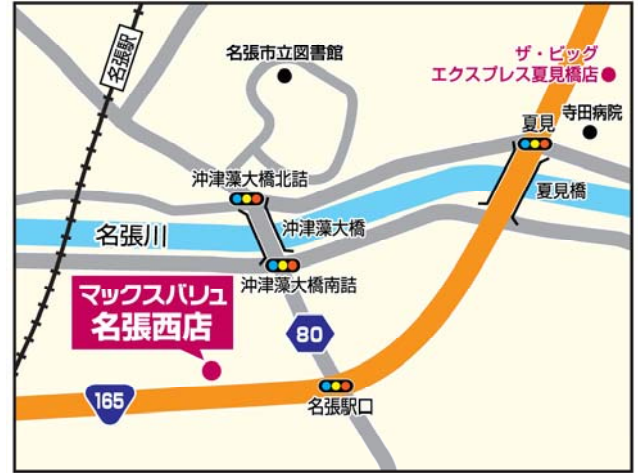 名張駅
名張市立図書館
ザ・ビッグ
エクスプレス夏見橋店
寺田病院
夏見
沖津藻大橋北詰
夏見橋
沖津藻大橋
名張川
沖津藻大橋南詰
マックスバリュ
名張西店
80
165
名張駅口